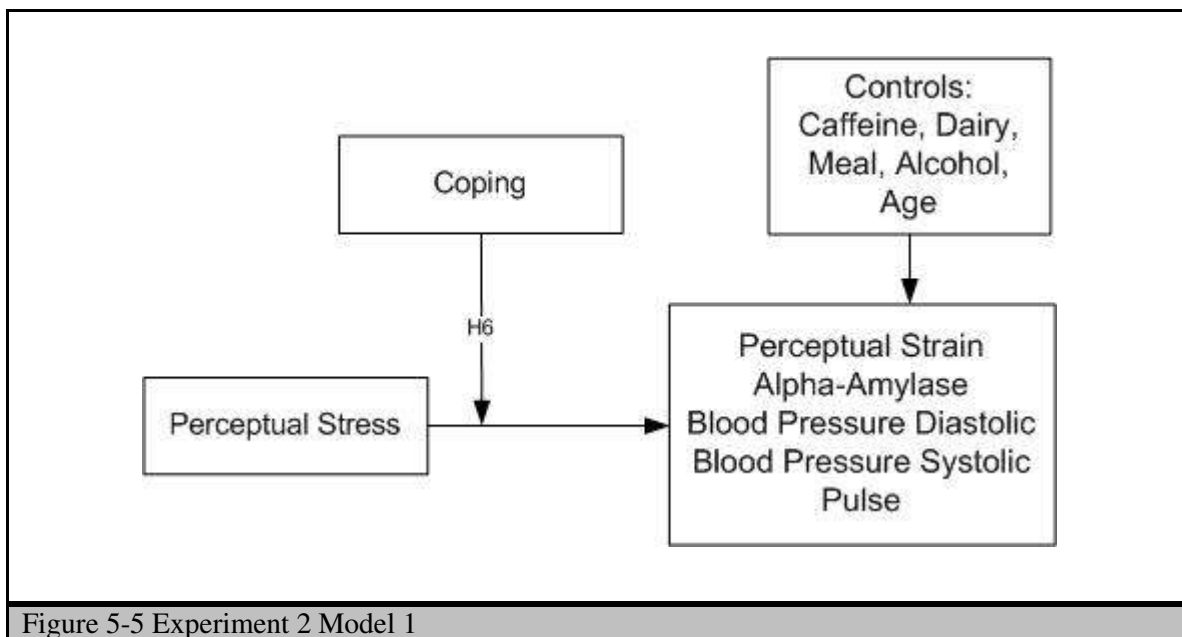 Controls:
Caffeine, Dairy,
Meal, Alcohol,
Age
Coping
H6
Perceptual Stress
Perceptual Strain
Alpha-Amylase
Blood Pressure Diastolic
Blood Pressure Systolic
Pulse
Figure 5-5 Experiment 2 Model 1